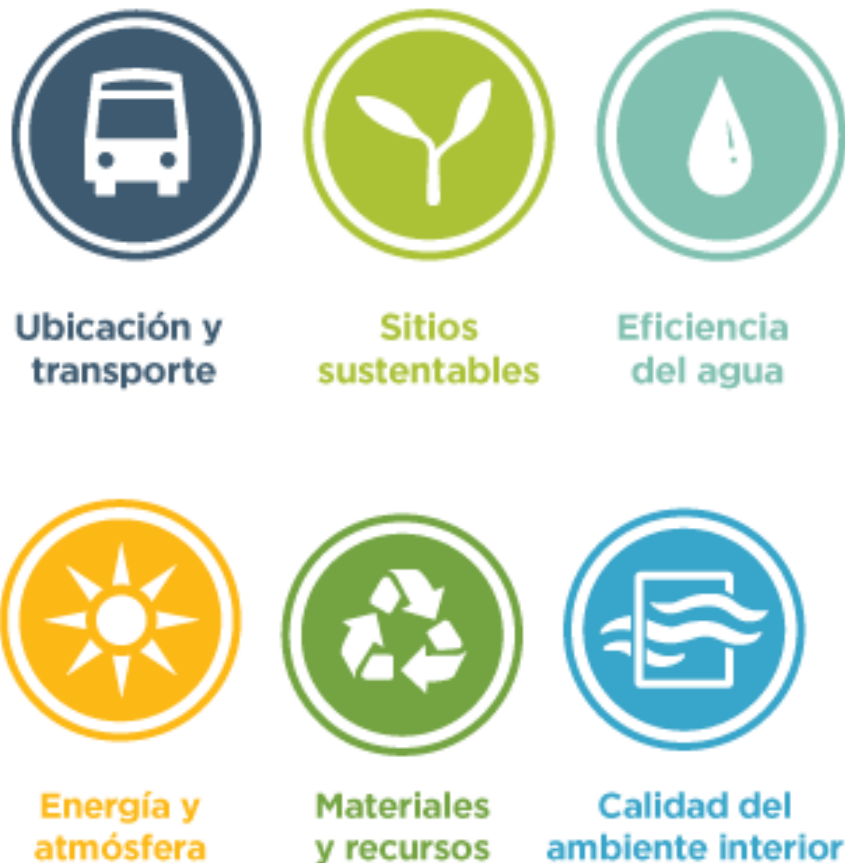 Ubicación y
transporte
Sitios
sustentables
Eficiencia
del agua
Energía y
atmósfera
Materiales
y recursos
Calidad del
ambiente interior